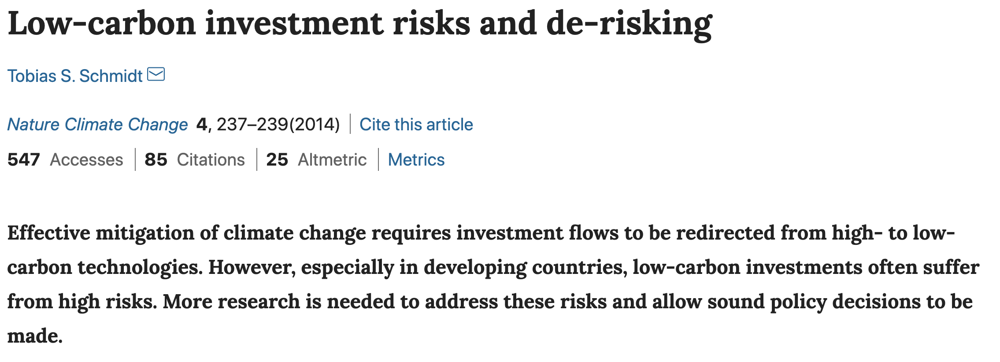 Low-carbon investment risks and de-risking
Tobias S. Schmidt
Nature Climate Change 4, 237–239(2014) | Cite this article
547 Accesses | 85 Citations | 25 Altmetric | Metrics
Effective mitigation of climate change requires investment flows to be redirected from high- to low-
carbon technologies. However, especially in developing countries, low-carbon investments often suffer
from high risks. More research is needed to address these risks and allow sound policy decisions to be
made.